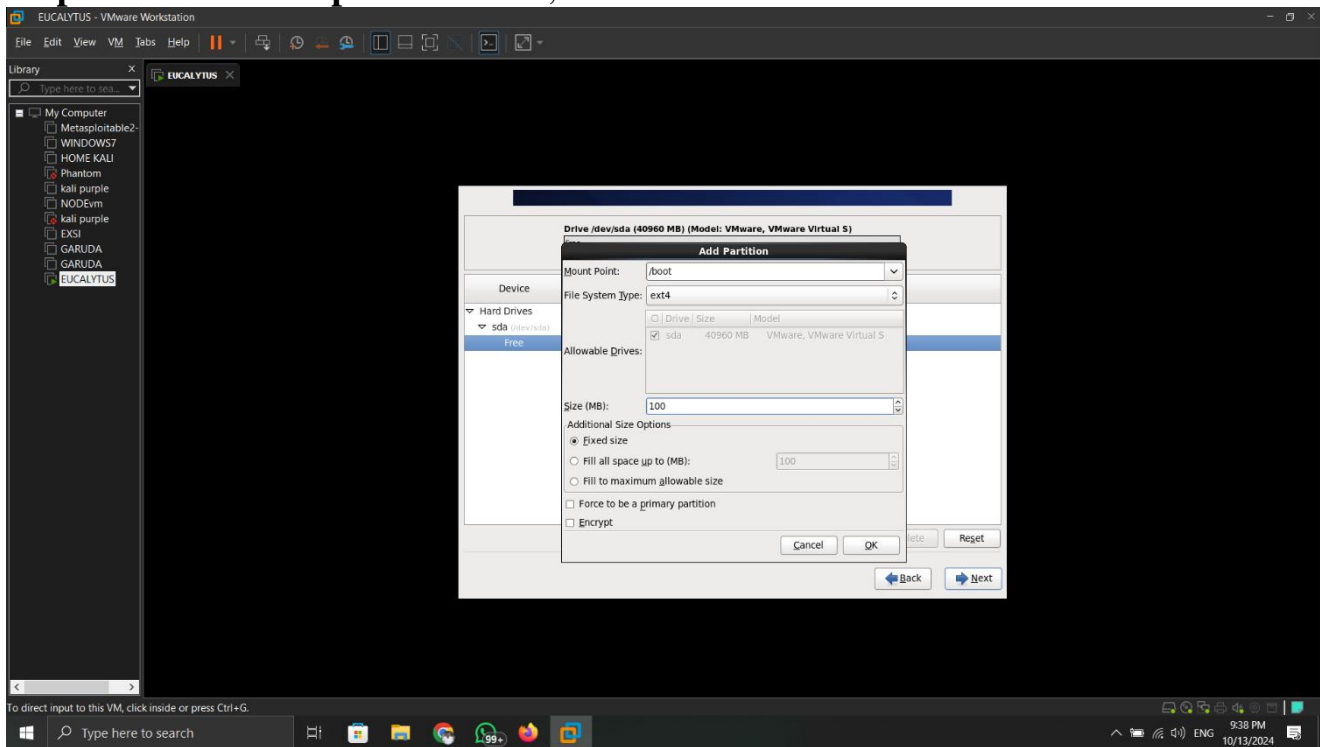 EUCALYTUS - VMware Workstation
File Edit View VM Tabs Help
Library X
EUCALYTUS X
Type here to sea...
My Computer
Metasploitable2-
WINDOWS7
HOME KALI
Phantom
kali purple
NODEvm
kali purple
EXSI
GARUDA
GARUDA
EUCALYTUS
Drive /dev/sda (40960 MB) (Model: VMware, VMware Virtual S)
Add Partition
Mount Point: /boot
Device
File System Type: ext4
Hard Drives
Drive Size Model
sda (/dev/sda)
sda 40960 MB VMware, VMware Virtual S
Free
Allowable Drives:
Size (MB): 100
Additional Size Options
Fixed size
Fill all space up to (MB): 100
Fill to maximum allowable size
Force to be a primary partition
Encrypt
Cancel OK
lete Reset
Back Next
To direct input to this VM, click inside or press Ctrl+G.
Type here to search
99+
ENG
9:38 PM
10/13/2024